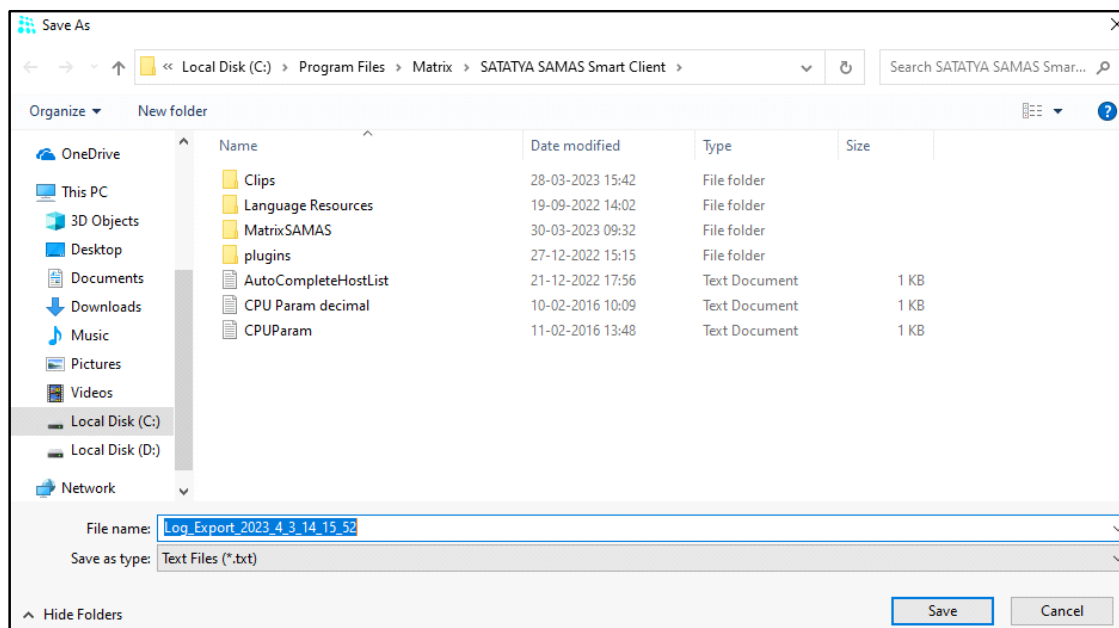 Save As
« Local Disk (C:) › Program Files › Matrix › SATATYA SAMAS Smart Client ›
Search SATATYA SAMAS Smar...
Organize
New folder
Name Date modified Type Size
OneDrive
This PC
3D Objects
Desktop
Documents
Downloads
Music
Pictures
Videos
Local Disk (C:)
Local Disk (D:)
Network
Clips 28-03-2023 15:42 File folder
Language Resources 19-09-2022 14:02 File folder
MatrixSAMAS 30-03-2023 09:32 File folder
plugins 27-12-2022 15:15 File folder
AutoCompleteHostList 21-12-2022 17:56 Text Document 1 KB
CPU Param decimal 10-02-2016 10:09 Text Document 1 KB
CPUParam 11-02-2016 13:48 Text Document 1 KB
File name: Log_Export_2023_4_3_14_15_52
Save as type: Text Files (*.txt)
Hide Folders
Save
Cancel